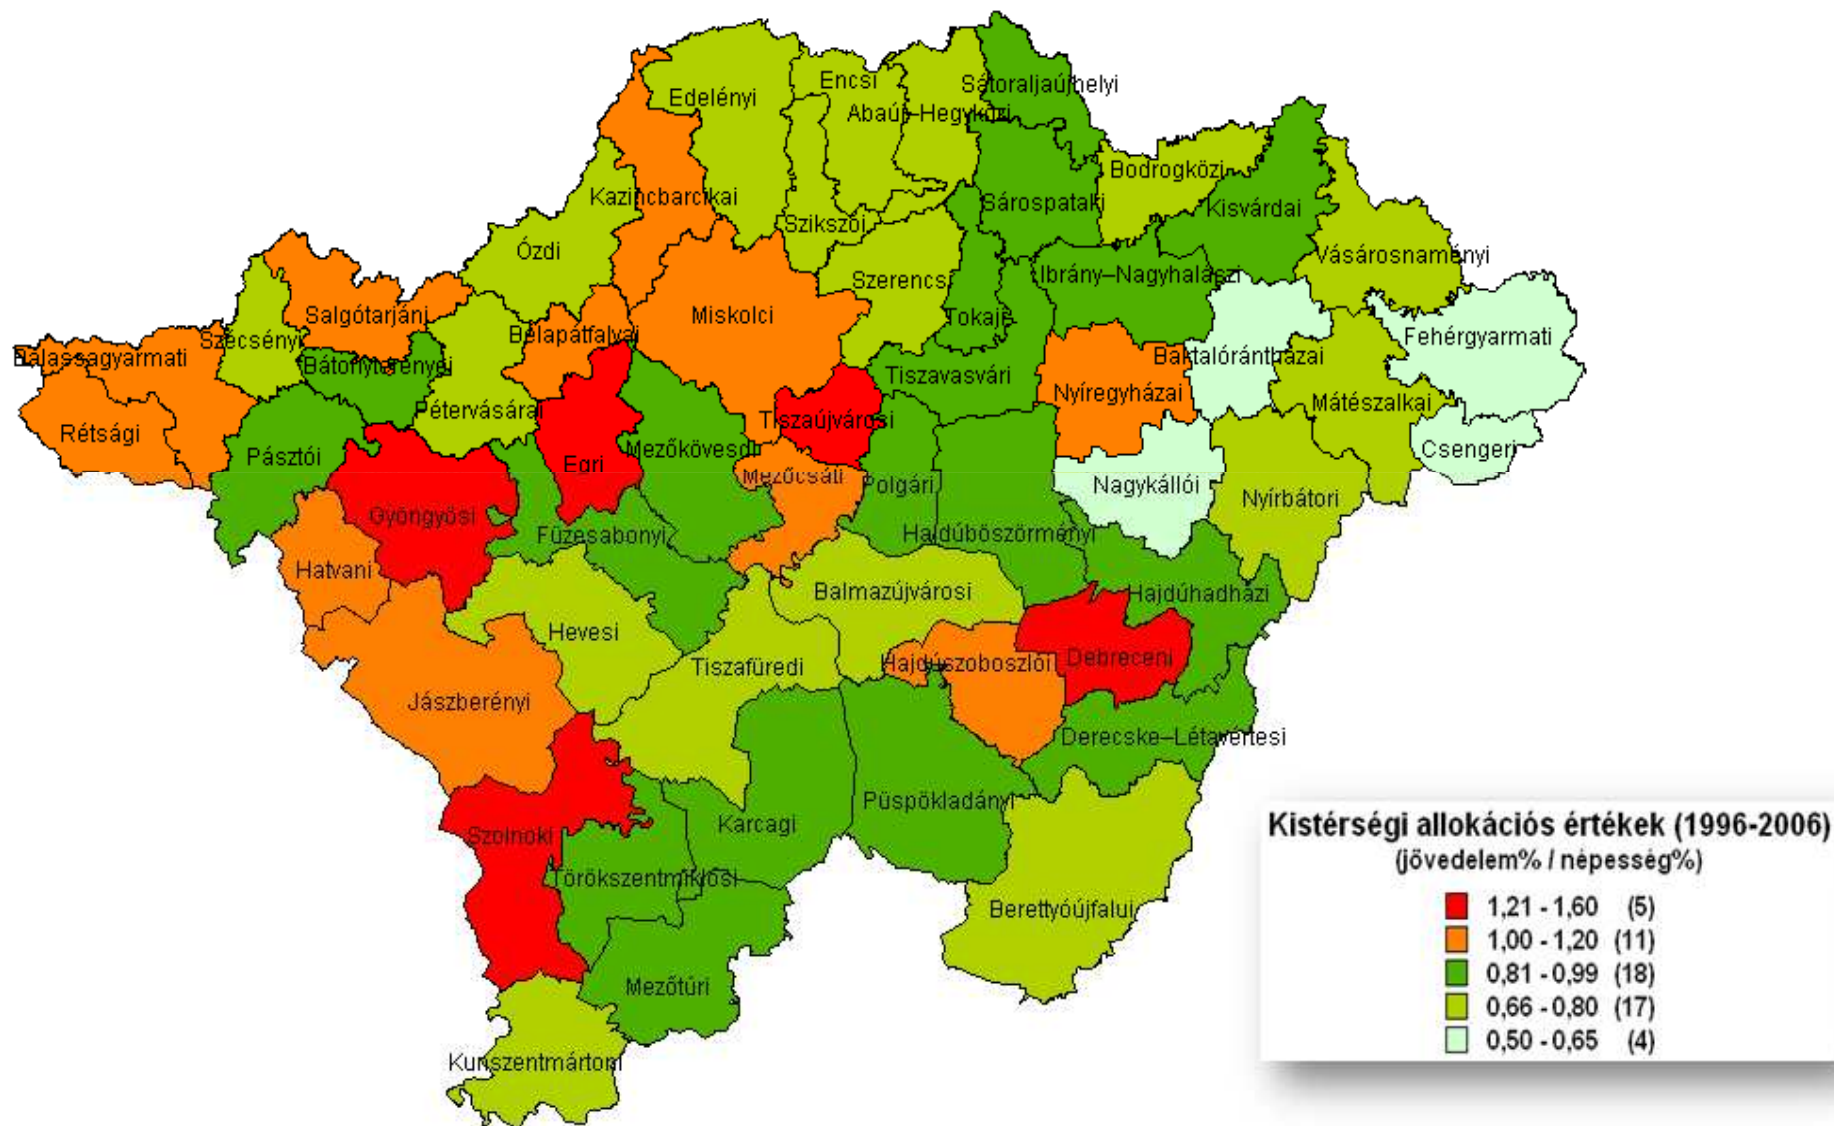 Sátoraljaújhelyi
Encsi
Edelényi
Abaúj–Hegyközi
Bodrogközi
Kazincbarcikai
Sárospataki
Kisvárdai
Szikszói
Ózdi
Vásárosnaményi
Szerencsi
Ibrány–Nagyhalászi
Salgótarjáni
Miskolci
Tokaji
Bélapátfalvai
Fehérgyarmati
Szécsényi
Balassagyarmati
Bátonyterenyei
Baktalórántházai
Tiszavasvári
Nyíregyházai
Pétervásárai
Mátészalkai
Rétsági
Tiszaújvárosi
Pásztói
Mezőkövesdi
Csengeri
Egri
Mezőcsáti
Polgári
Nagykállói
Nyírbátori
Gyöngyösi
Füzesabonyi
Hajdúböszörményi
Hatvani
Balmazújvárosi
Hajdúhadházi
Hevesi
Tiszafüredi
Hajdúszoboszlói
Debreceni
Jászberényi
Derecske–Létavértesi
Püspökladányi
Karcagi
Szolnoki
Törökszentmiklósi
Berettyóújfalui
Mezőtúri
Kunszentmártoni
Kistérségi allokációs értékek (1996-2006)
(jövedelem% / népesség%)
1,21 - 1,60 (5)
1,00 - 1,20 (11)
0,81 - 0,99 (18)
0,66 - 0,80 (17)
0,50 - 0,65 (4)